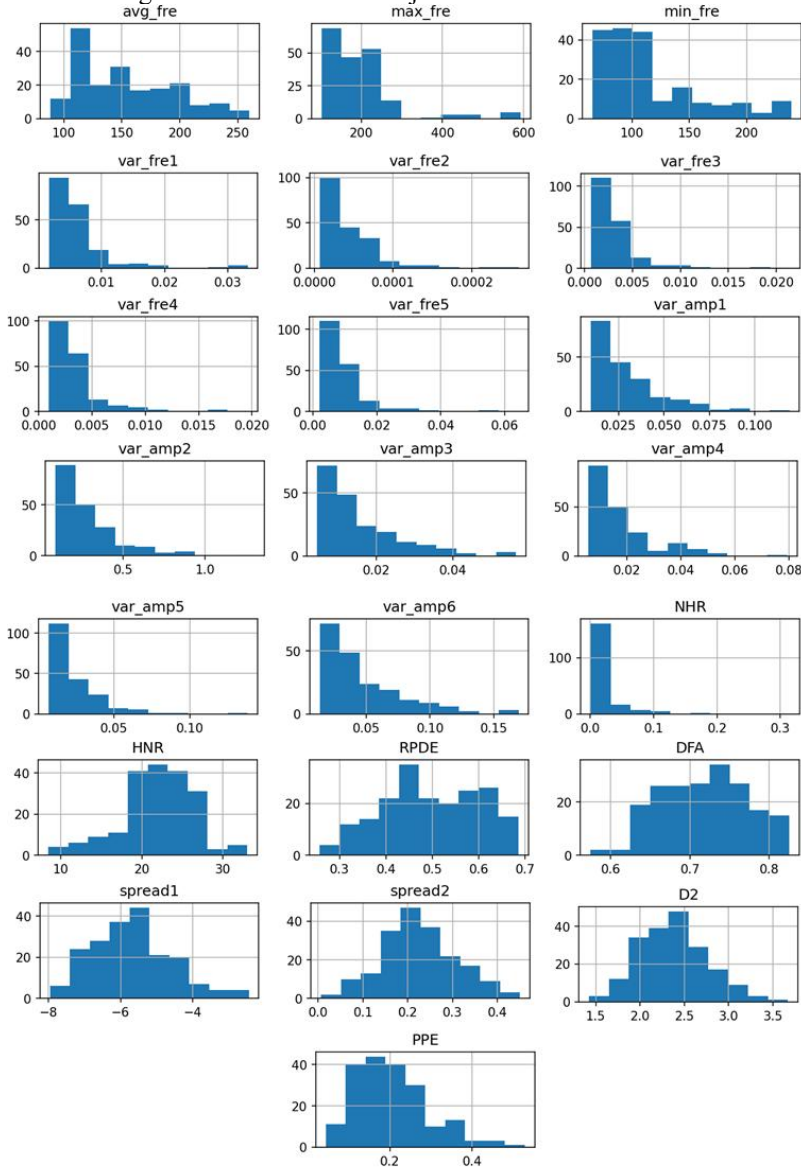 avg_fre max_fre min_fre
40 20 0 100 150 200 250
50 25 0 200 400 600
40 20 0 100 150 200
var_fre1 var_fre2 var_fre3
50 0 0.01 0.02 0.03
100 50 0 0.0000 0.0001 0.0002
100 50 0 0.000 0.005 0.010 0.015 0.020
var_fre4 var_fre5 var_amp1
100 50 0 0.000 0.005 0.010 0.015 0.020
100 50 0 0.00 0.02 0.04 0.06
50 0 0.025 0.050 0.075 0.100
var_amp2 var_amp3 var_amp4
50 0 0.5 1.0
50 0 0.02 0.04
50 0 0.02 0.04 0.06 0.08
var_amp5 var_amp6 NHR
100 50 0 0.05 0.10
50 0 0.05 0.10 0.15
100 0 0.0 0.1 0.2 0.3
HNR RPDE DFA
40 20 0 10 20 30
20 0 0.3 0.4 0.5 0.6 0.7
20 0 0.6 0.7 0.8
spread1 spread2 D2
40 20 0 −8 −6 −4
40 20 0 0.0 0.1 0.2 0.3 0.4
40 20 0 1.5 2.0 2.5 3.0 3.5
PPE
40 20 0 0.2 0.4